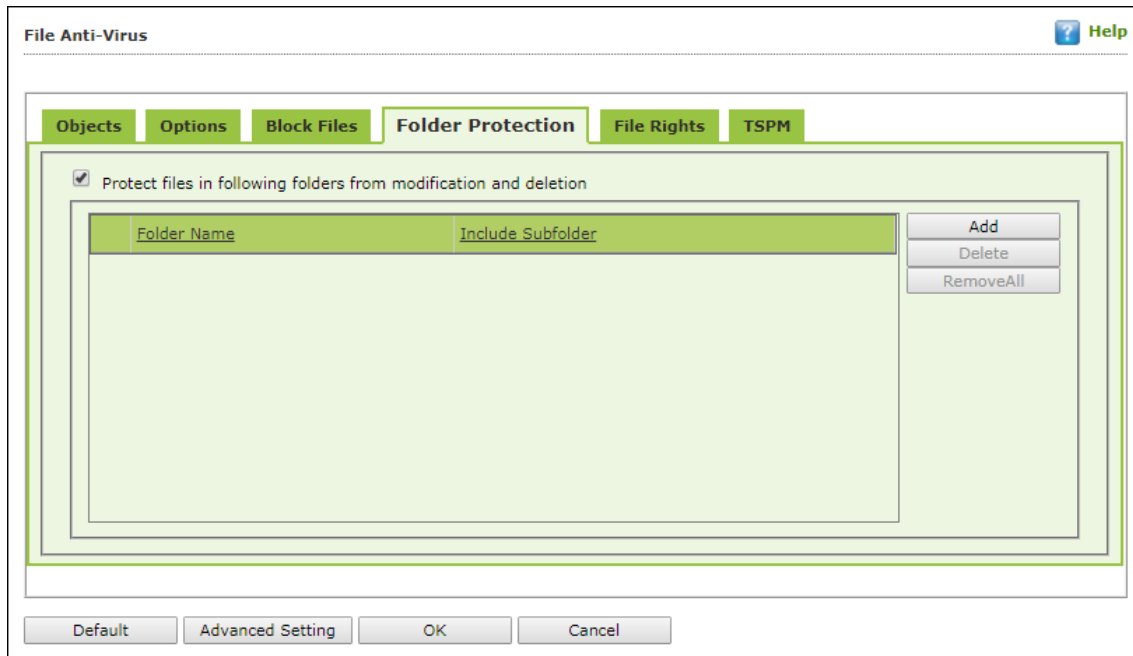 File Anti-Virus
Help
Objects Options Block Files Folder Protection File Rights TSPM
Protect files in following folders from modification and deletion
Folder Name Include Subfolder
Add
Delete
RemoveAll
Default Advanced Setting OK Cancel